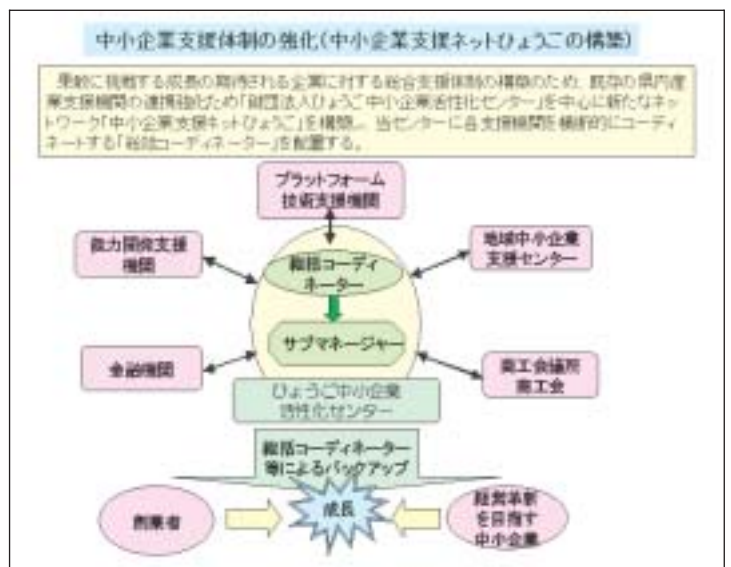 中小企業支援体制の強化(中小企業支援ネットひょうごの構築)
果敢に挑戦する成長の期待される企業に対する総合支援体制の構築のため、既存の県内産
業支援機関の連携強化ため「財団法人ひょうご中小企業活性化センター」を中心に新たなネッ
トワーク「中小企業支援ネットひょうご」を構築し、当センターに各支援機関を横断的にコーディ
ネートする「総括コーディネーター」を配置する。
プラットフォーム
技術支援機関
能力開発支援
機関
地域中小企業
支援センター
総括コーディ
ネーター
サブマネージャー
金融機関
商工会議所
商工会
ひょうご中小企業
活性化センター
総括コーディネーター
等によるバックアップ
創業者
成長
経営革新
を目指す
中小企業